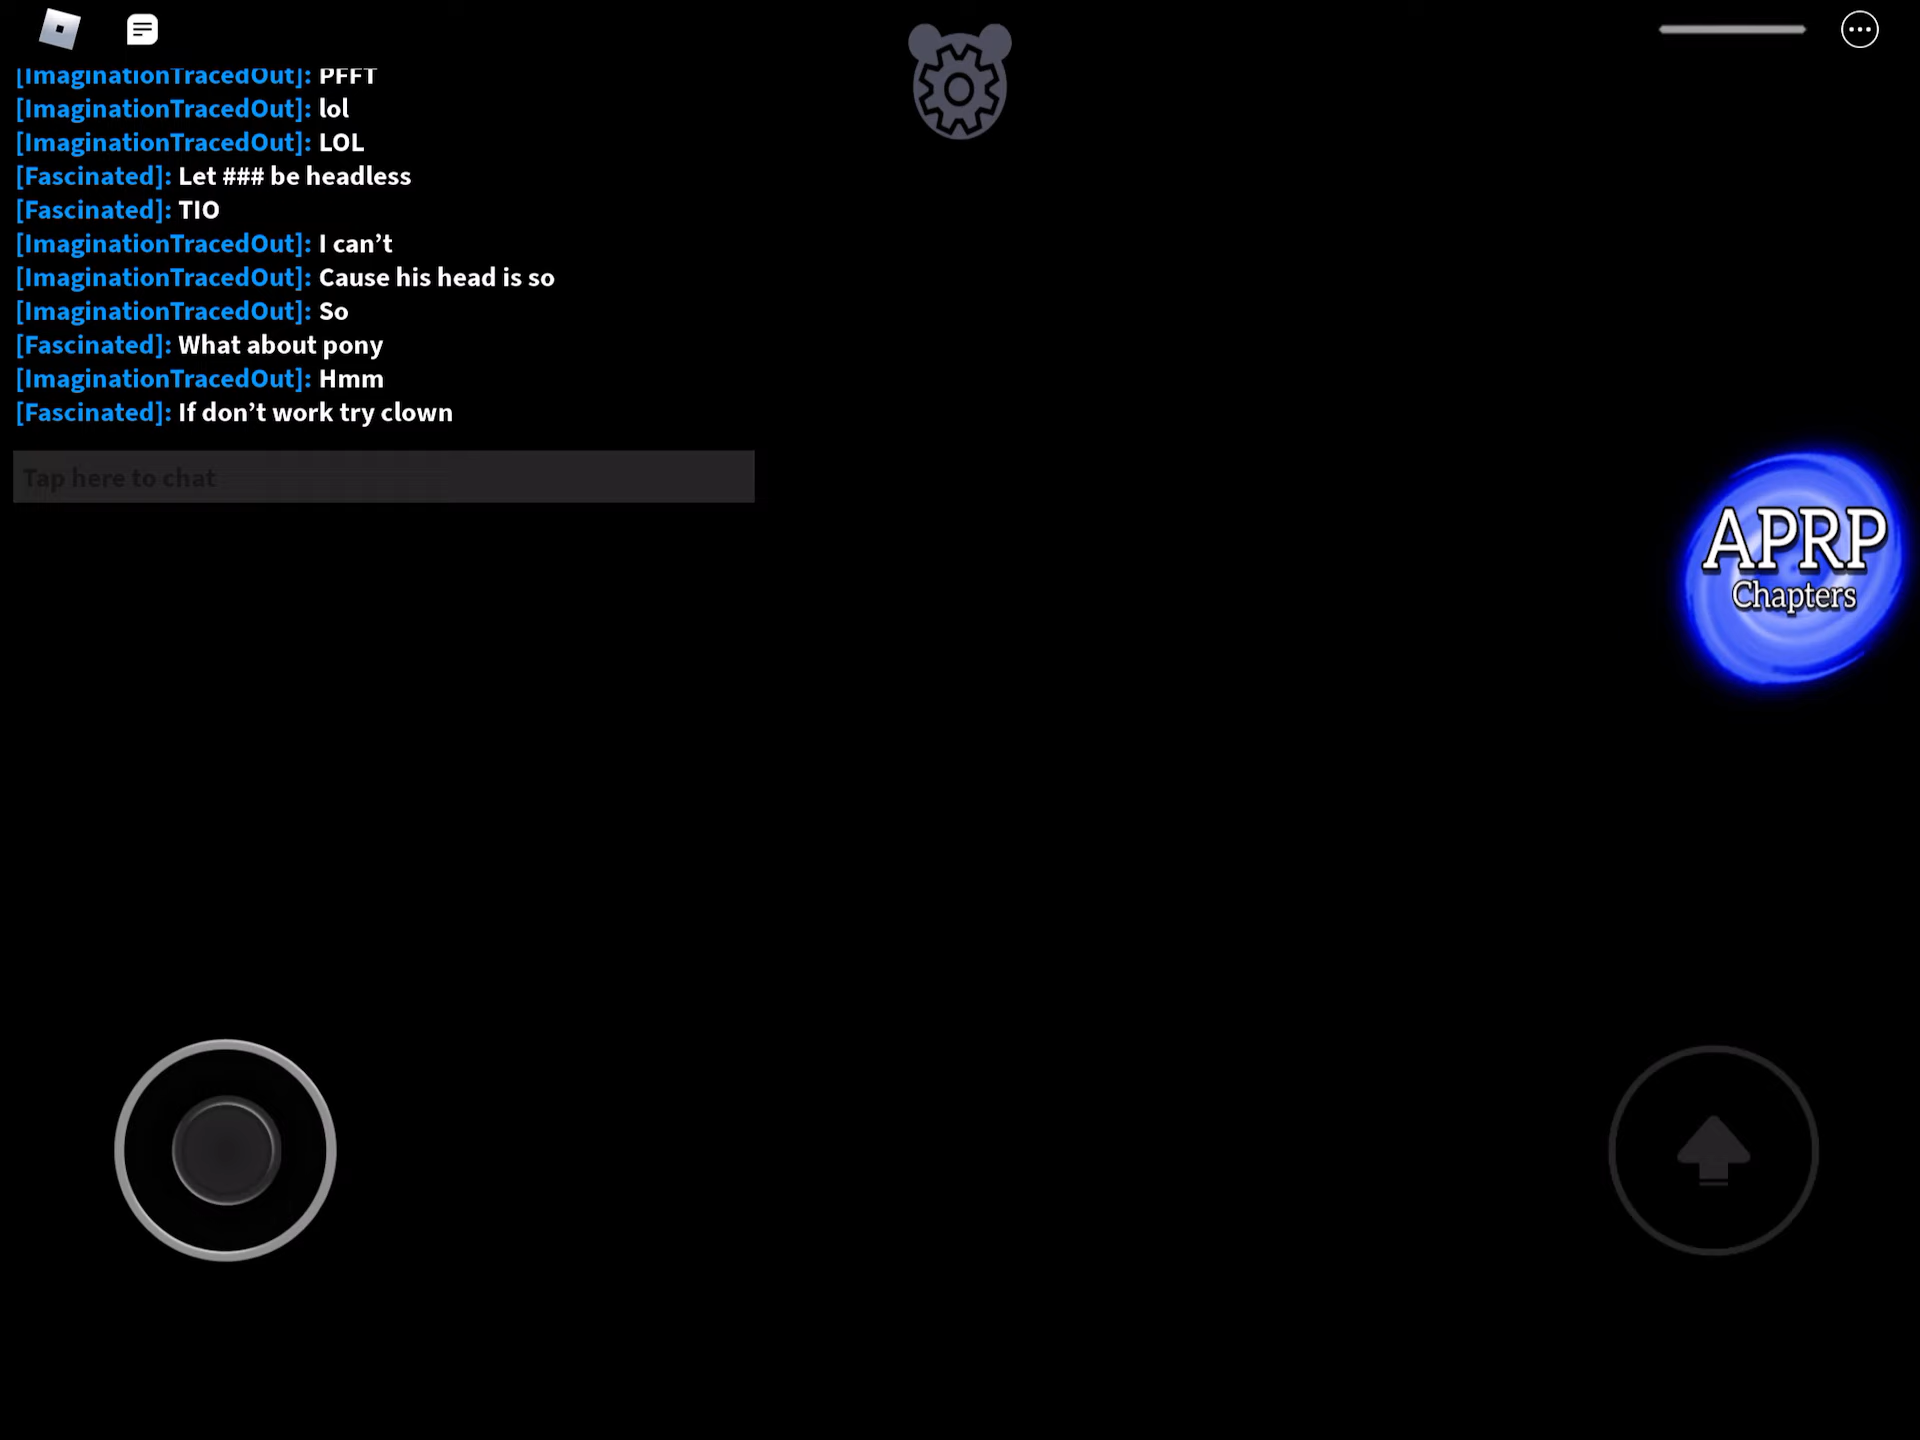 [ImaginationTracedOut]: PFFT
[ImaginationTracedOut]: lol
[ImaginationTracedOut]: LOL
[Fascinated]: Let ### be headless
[Fascinated]: TIO
[ImaginationTracedOut]: I can’t
[ImaginationTracedOut]: Cause his head is so
[ImaginationTracedOut]: So
[Fascinated]: What about pony
[ImaginationTracedOut]: Hmm
[Fascinated]: If don’t work try clown
Tap here to chat
APRP
Chapters